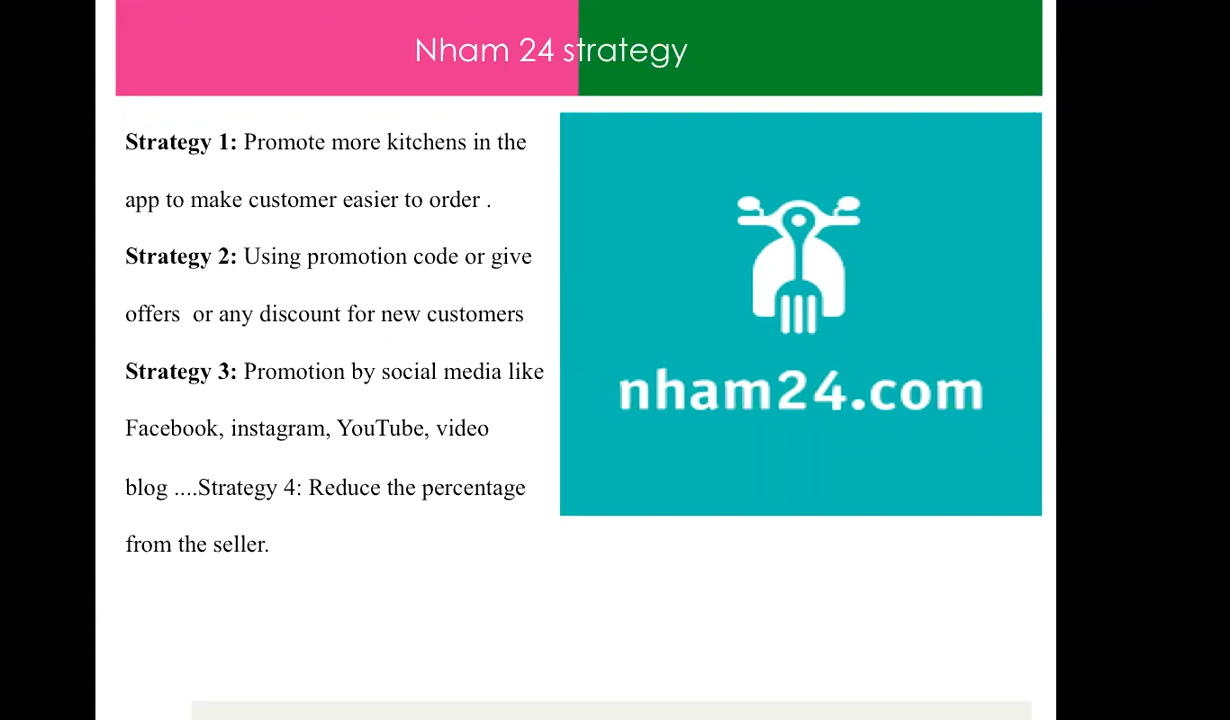 Nham 24 strategy
Strategy 1: Promote more kitchens in the
app to make customer easier to order .
Strategy 2: Using promotion code or give
offers  or any discount for new customers
Strategy 3: Promotion by social media like
Facebook, instagram, YouTube, video
blog ....Strategy 4: Reduce the percentage
from the seller.
nham24.com